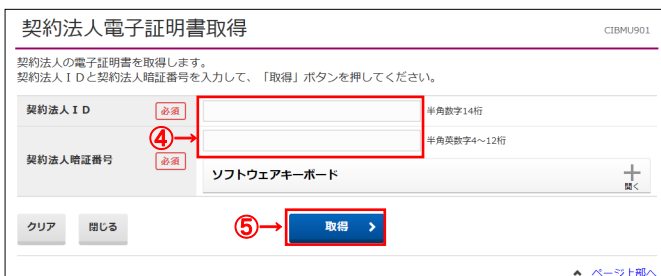 契約法人電子証明書取得
CIBMU901
契約法人の電子証明書を取得します。
契約法人IDと契約法人暗証番号を入力して、「取得」ボタンを押してください。
契約法人ID
必須
半角数字14桁
④→
半角英数字4～12桁
契約法人暗証番号
必須
ソフトウェアキーボード
開く
クリア
閉じる
⑤→
取得
ページ上部へ